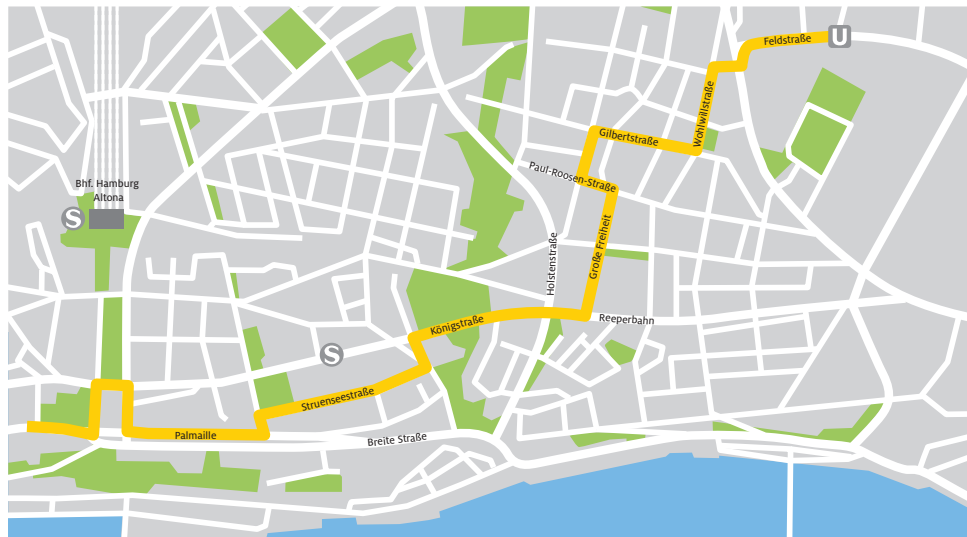 Feldstraße
U
Wohlwillstraße
Gilbertstraße
Paul-Roosen-Straße
Bhf. Hamburg
Altona
S
Große Freiheit
Holstenstraße
Reeperbahn
Königstraße
S
Struenseestraße
Palmaille
Breite Straße